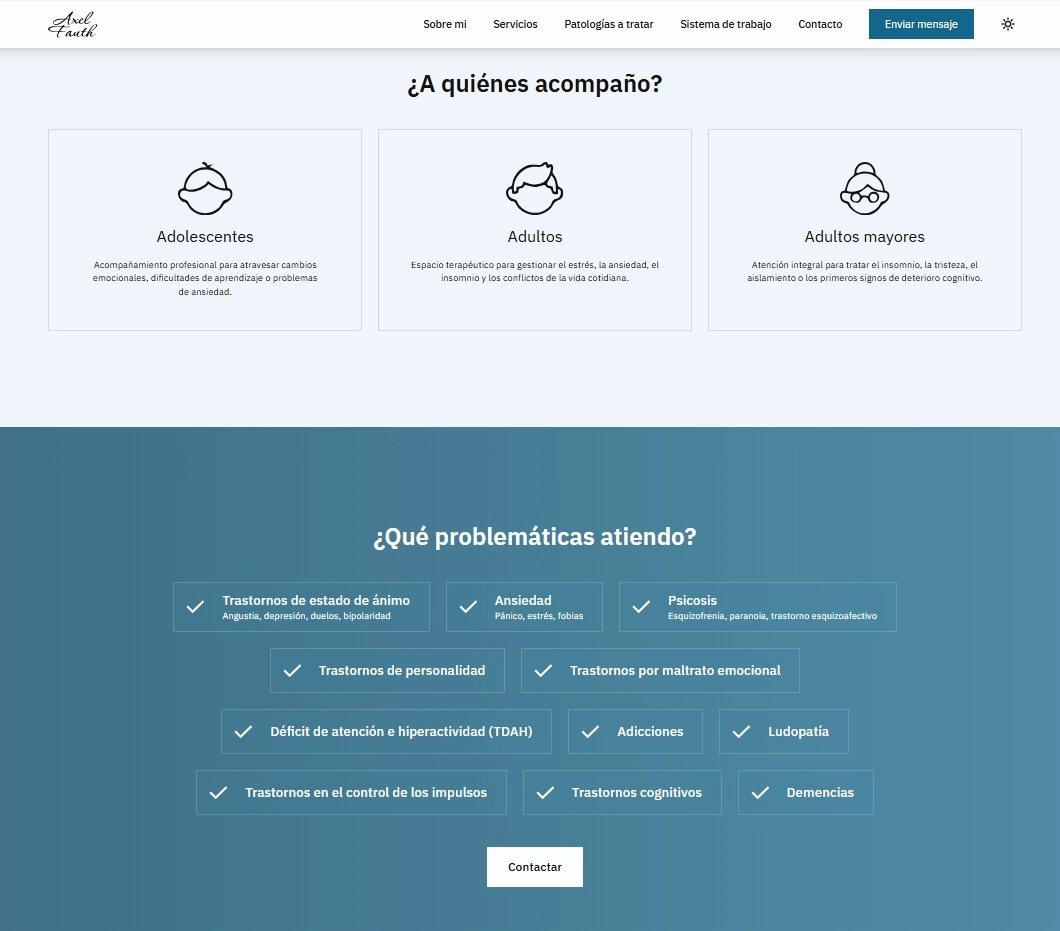 Axel
Fauth
Sobre mi
Servicios
Patologías a tratar
Sistema de trabajo
Contacto
Enviar mensaje
¿A quiénes acompaño?
Adolescentes
Acompañamiento profesional para atravesar cambios
emocionales, dificultades de aprendizaje o problemas
de ansiedad.
Adultos
Espacio terapéutico para gestionar el estrés, la ansiedad, el
insomnio y los conflictos de la vida cotidiana.
Adultos mayores
Atención integral para tratar el insomnio, la tristeza, el
aislamiento o los primeros signos de deterioro cognitivo.
¿Qué problemáticas atiendo?
Trastornos de estado de ánimo
Angustia, depresión, duelos, bipolaridad
Ansiedad
Pánico, estrés, fobias
Psicosis
Esquizofrenia, paranoia, trastorno esquizoafectivo
Trastornos de personalidad
Trastornos por maltrato emocional
Déficit de atención e hiperactividad (TDAH)
Adicciones
Ludopatía
Trastornos en el control de los impulsos
Trastornos cognitivos
Demencias
Contactar